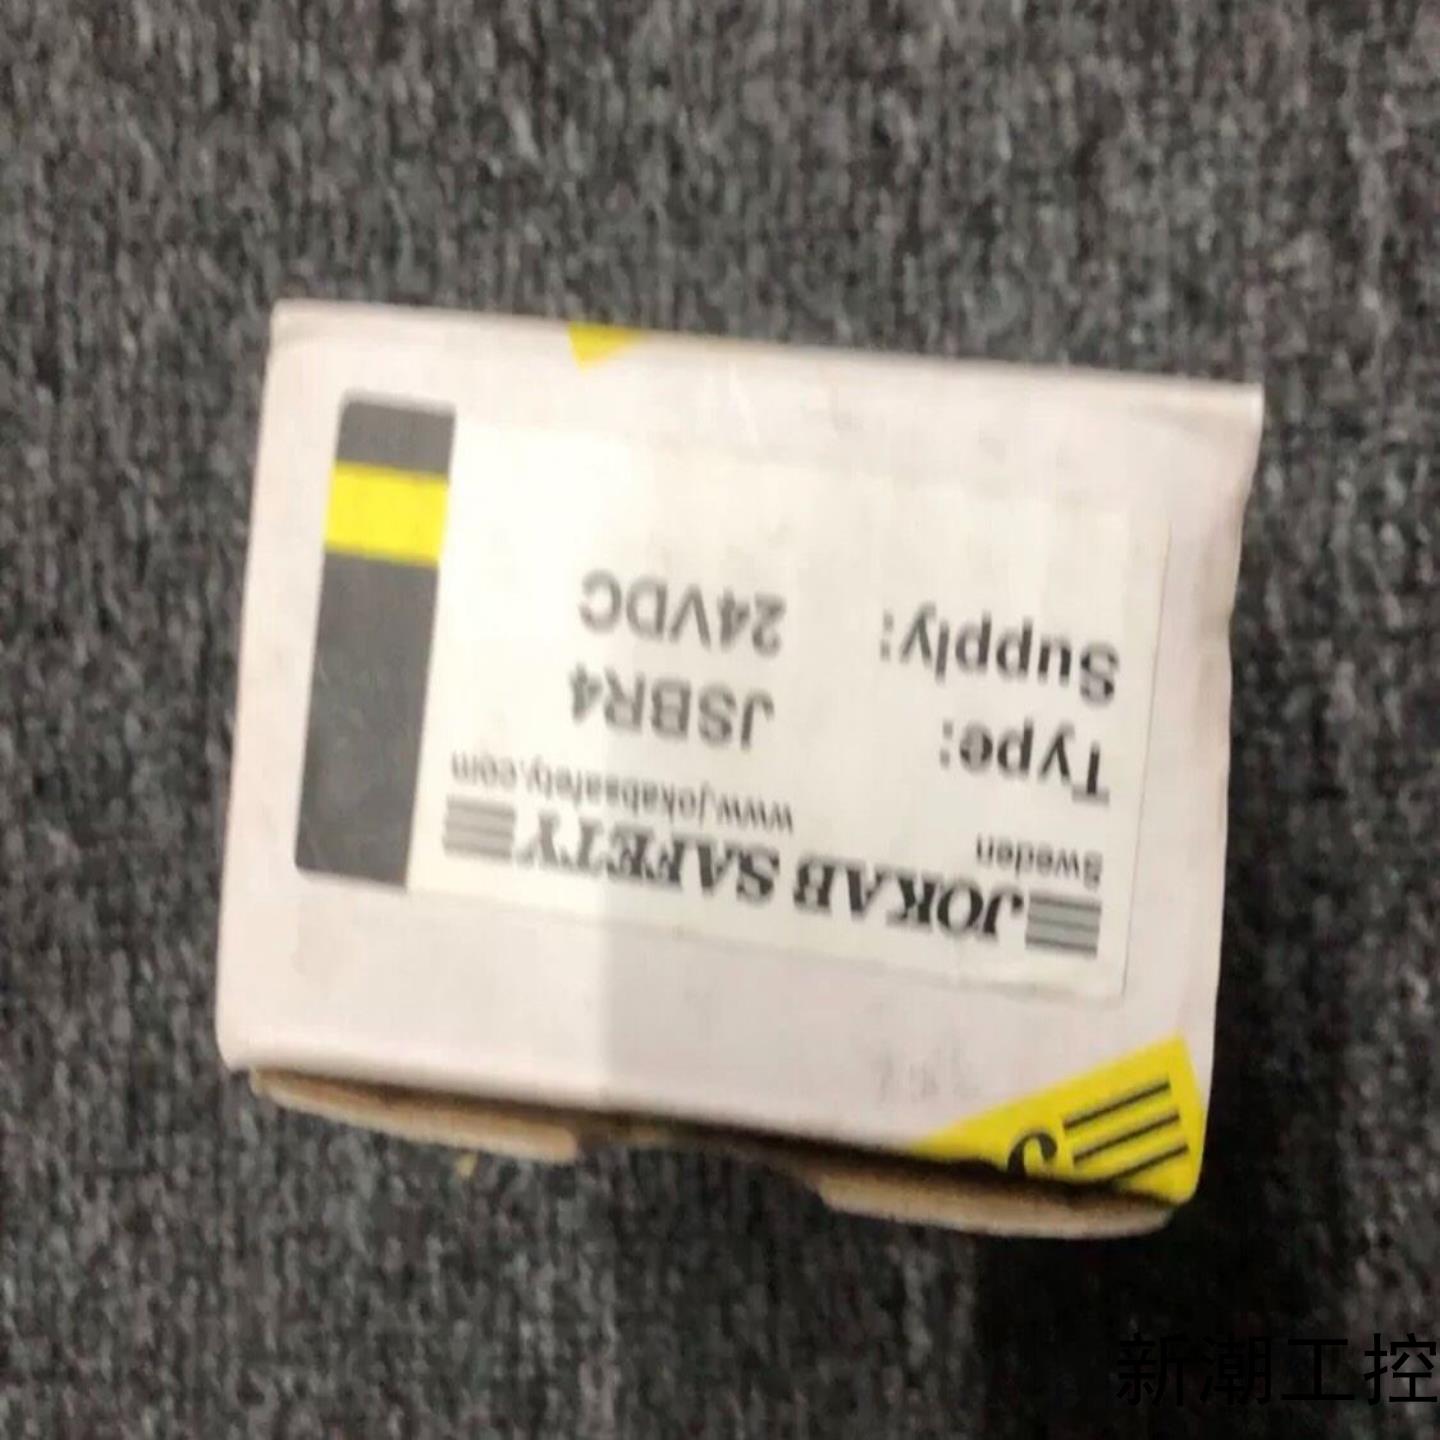 JOKAB SAFETY
Sweden www.jokabsafety.com
Type: JSBR4
Supply: 24VDC
J
新潮工控